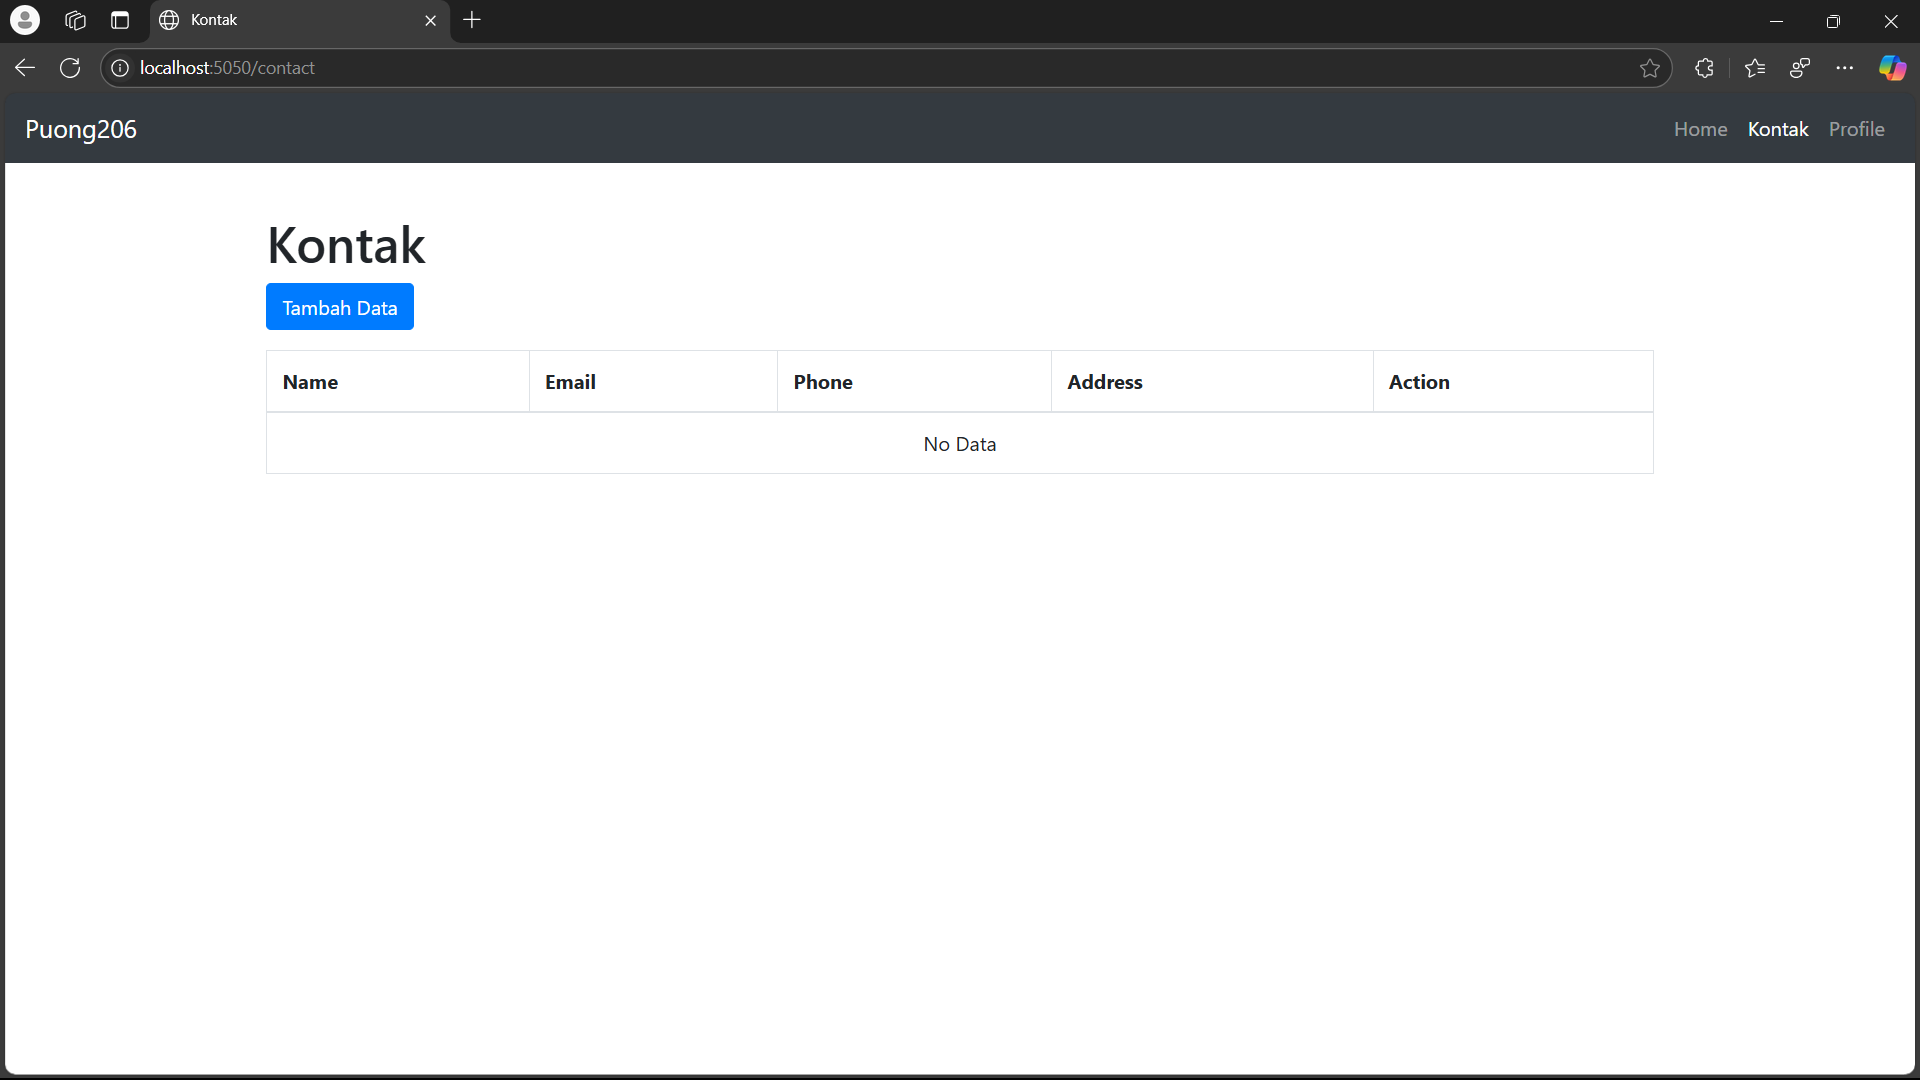 Kontak
localhost:5050/contact
Puong206
Home Kontak Profile
Kontak
Tambah Data
Name Email Phone Address Action
No Data